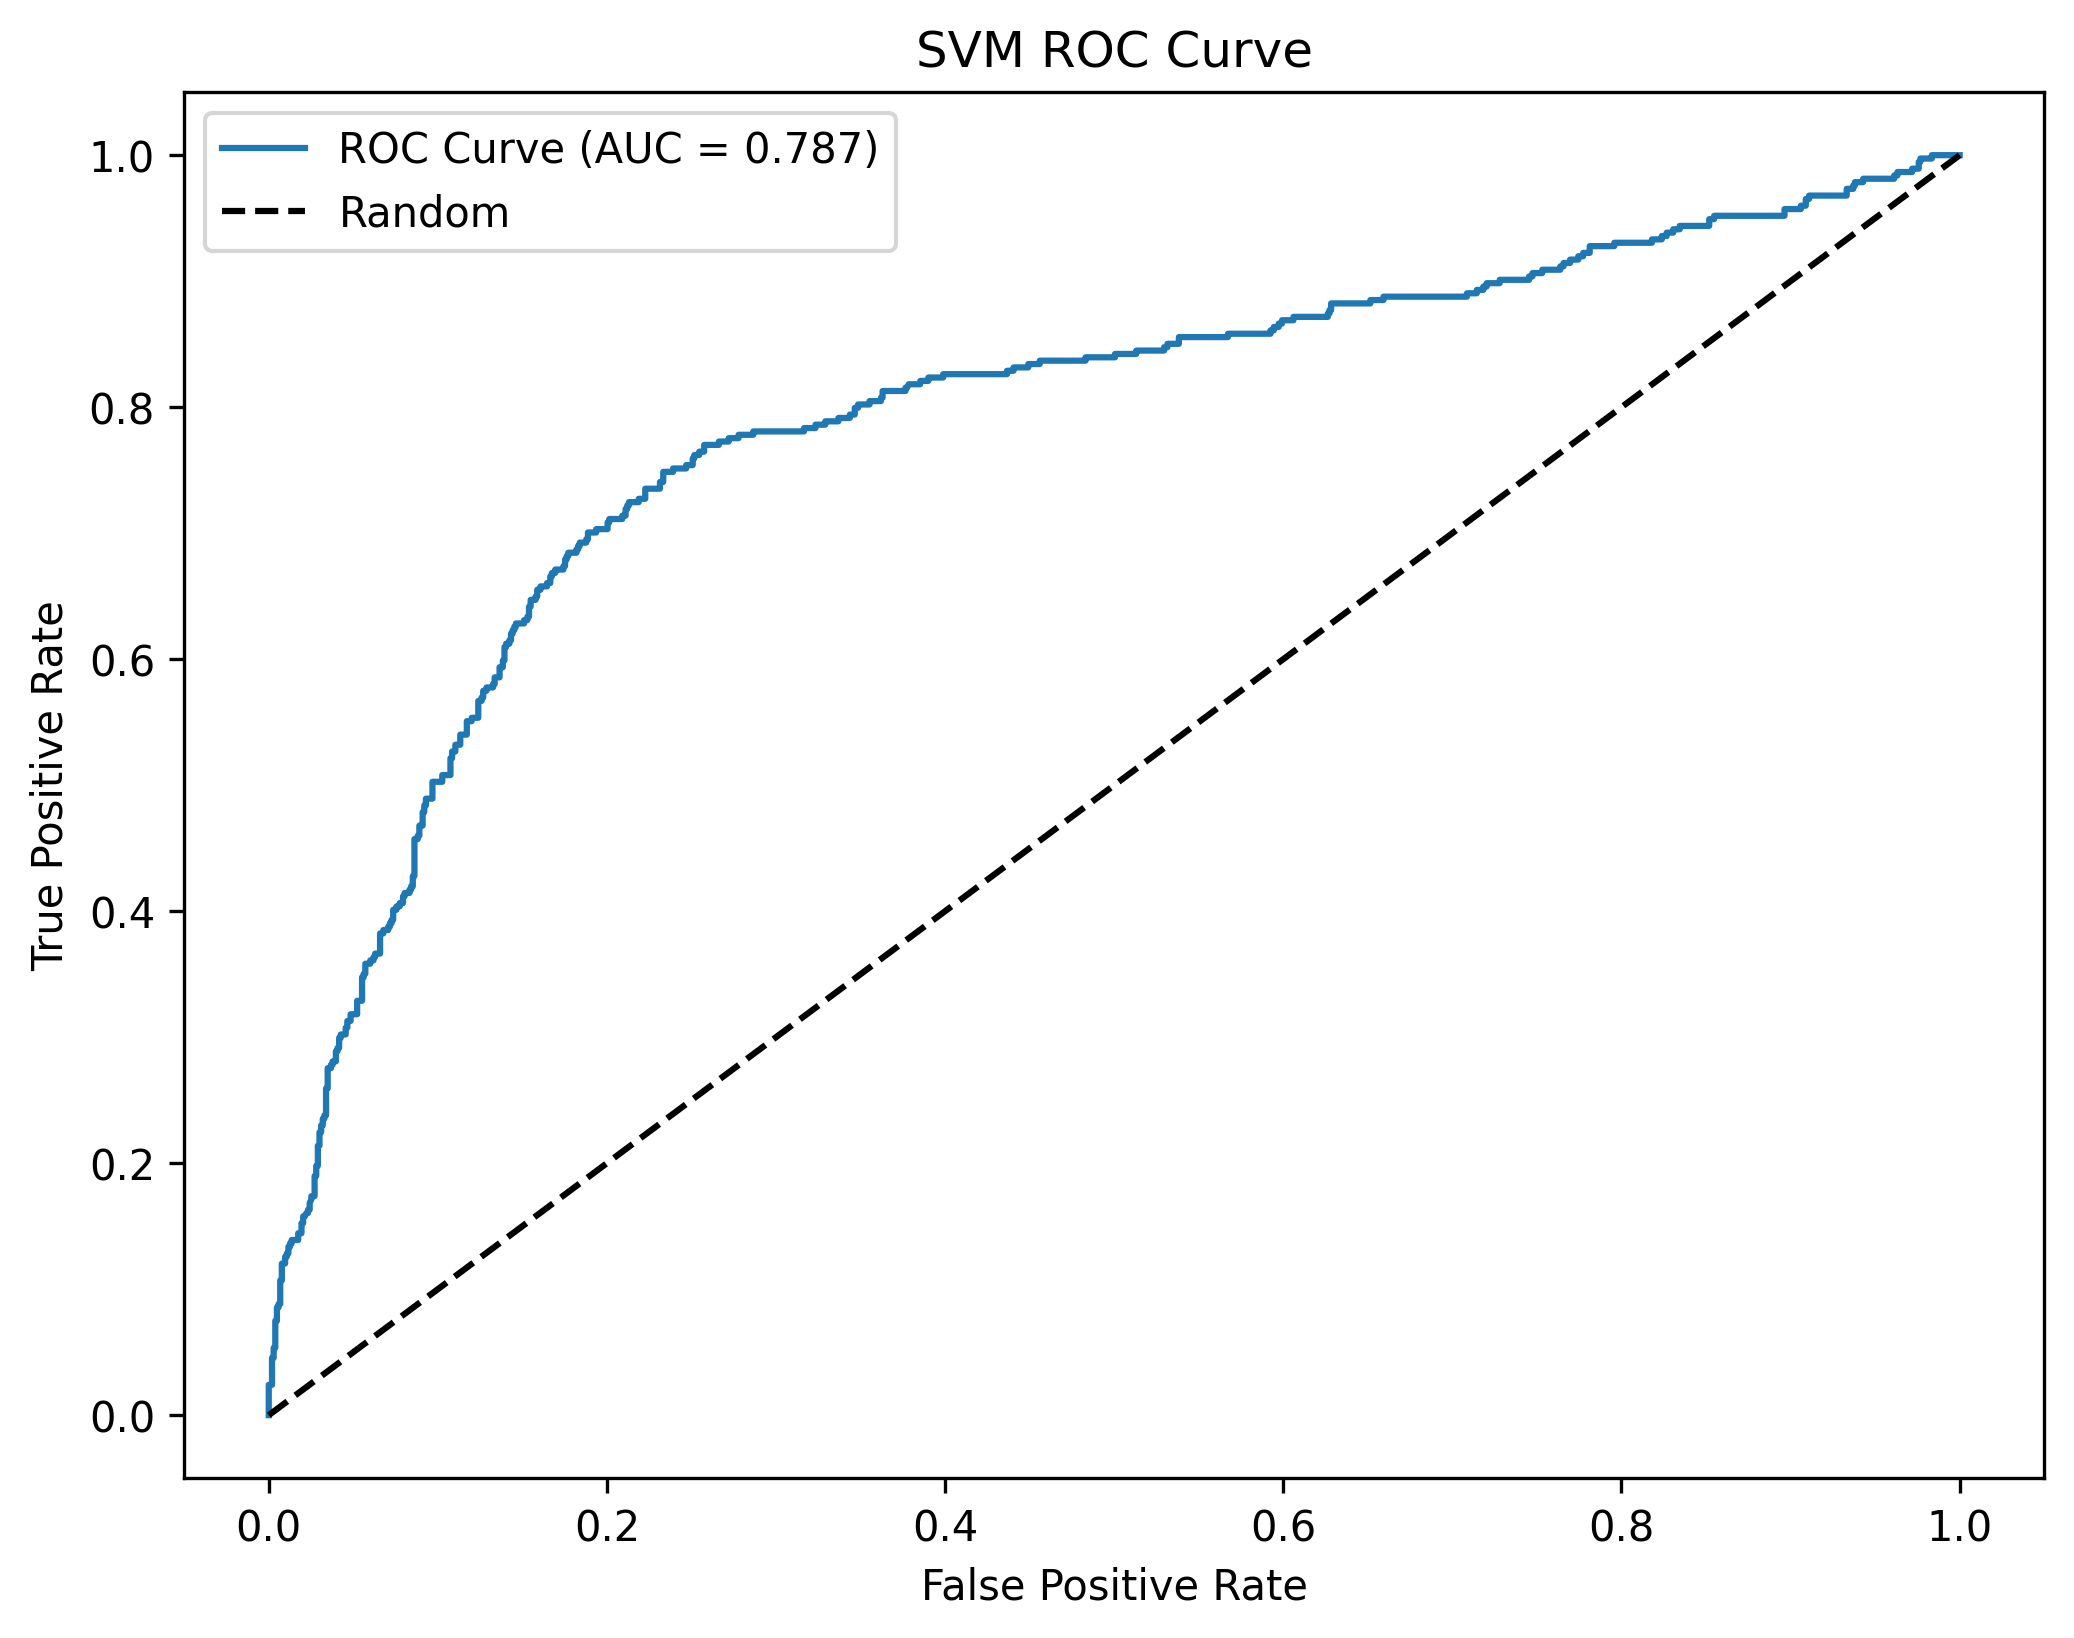 SVM ROC Curve
ROC Curve (AUC = 0.787)
Random
True Positive Rate
1.0
0.8
0.6
0.4
0.2
0.0
0.0 0.2 0.4 0.6 0.8 1.0
False Positive Rate